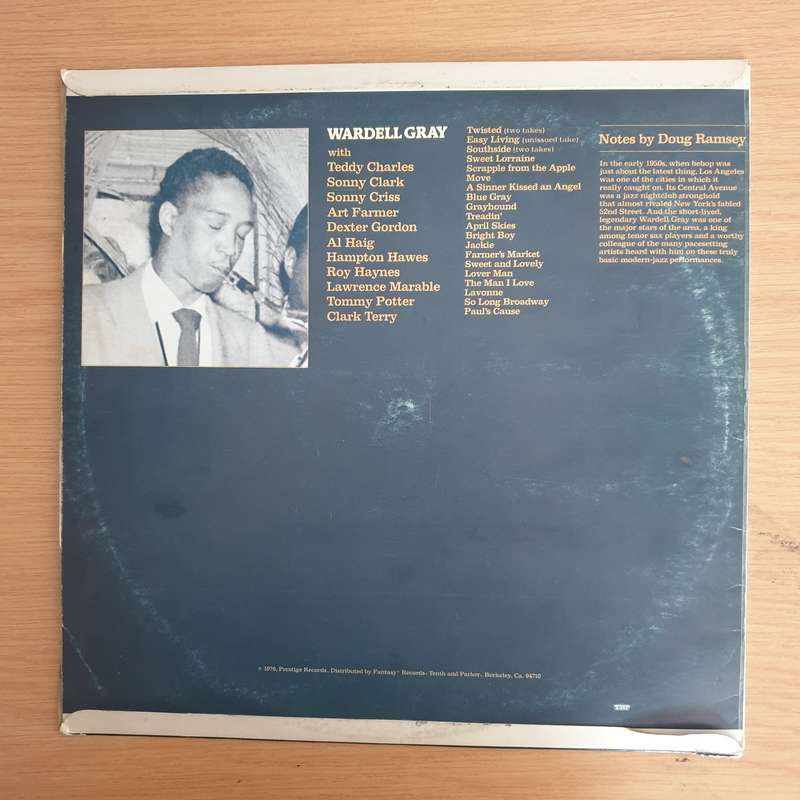 WARDELL GRAY
with
Teddy Charles
Sonny Clark
Sonny Criss
Art Farmer
Dexter Gordon
Al Haig
Hampton Hawes
Roy Haynes
Lawrence Marable
Tommy Potter
Clark Terry
Twisted (two takes)
Easy Living (unissued take)
Southside (two takes)
Sweet Lorraine
Scrapple from the Apple
Move
A Sinner Kissed an Angel
Blue Gray
Grayhound
Treadin'
April Skies
Bright Boy
Jackie
Farmer's Market
Sweet and Lovely
Lover Man
The Man I Love
Lavonne
So Long Broadway
Paul's Cause
Notes by Doug Ramsey
In the early 1950s, when bebop was
just about the latest thing, Los Angeles
was one of the cities in which it
really caught on. Its Central Avenue
was a jazz nightclub stronghold
that almost rivaled New York's fabled
52nd Street. And the short-lived,
legendary Wardell Gray was one of
the major stars of the area, a king
among tenor sax players and a worthy
colleague of the many pacesetting
artists heard with him on these truly
basic modern-jazz performances.
1976, Prestige Records. Distributed by Fantasy Records. Tenth and Parker, Berkeley, Ca. 94710